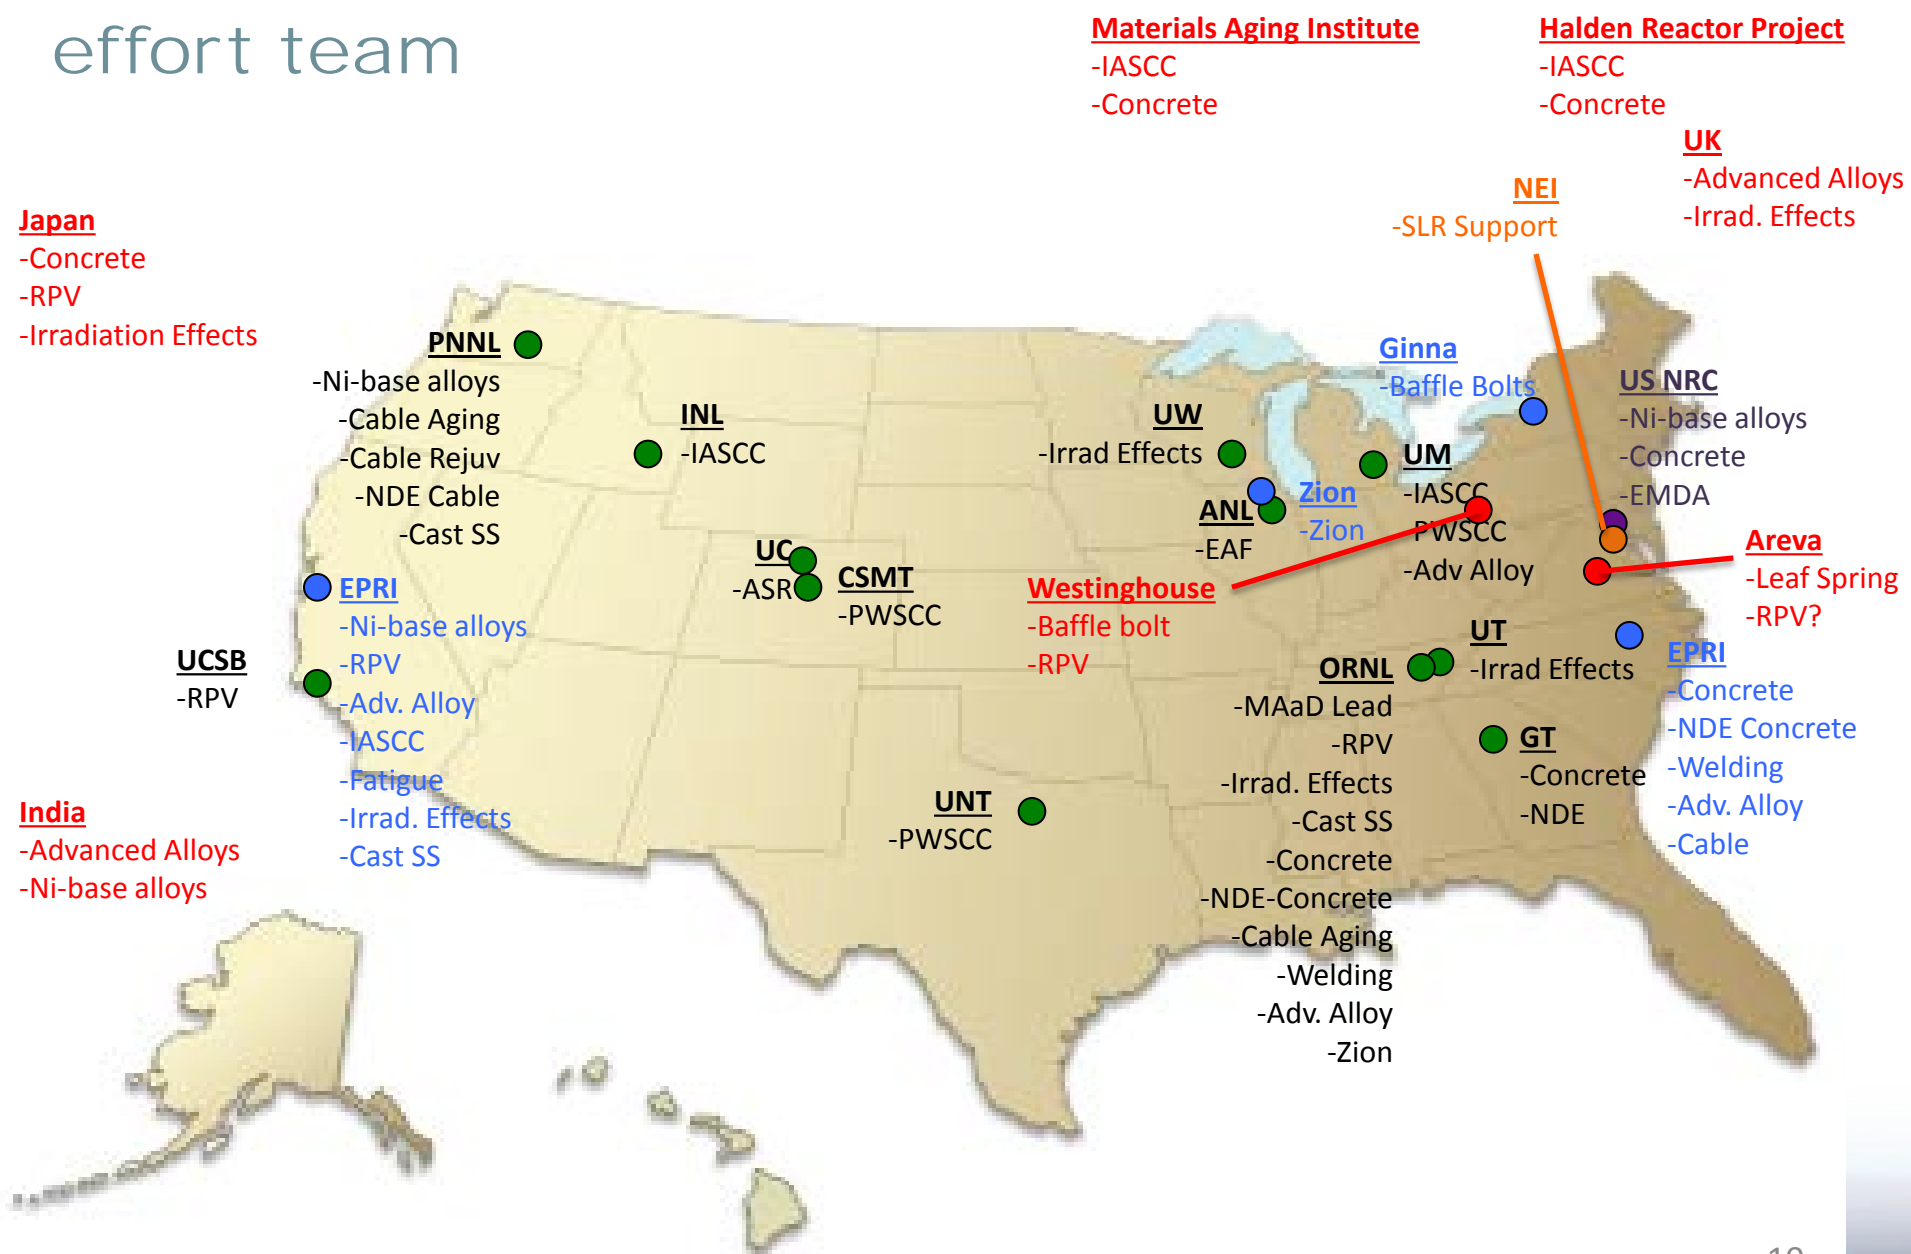 effort team
Materials Aging Institute
-IASCC
-Concrete
Halden Reactor Project
-IASCC
-Concrete
UK
-Advanced Alloys
-Irrad. Effects
NEI
-SLR Support
Japan
-Concrete
-RPV
-Irradiation Effects
PNNL
-Ni-base alloys
-Cable Aging
-Cable Rejuv
-NDE Cable
-Cast SS
INL
-IASCC
UW
-Irrad Effects
Ginna
-Baffle Bolts
US NRC
-Ni-base alloys
-Concrete
-EMDA
UM
-IASCC
-PWSCC
-Adv Alloy
ANL
-EAF
Zion
-Zion
UC
-ASR
CSMT
-PWSCC
Westinghouse
-Baffle bolt
-RPV
Areva
-Leaf Spring
-RPV?
EPRI
-Ni-base alloys
-RPV
-Adv. Alloy
-IASCC
-Fatigue
-Irrad. Effects
-Cast SS
UCSB
-RPV
UT
-Irrad Effects
ORNL
-MAaD Lead
-RPV
-Irrad. Effects
-Cast SS
-Concrete
-NDE-Concrete
-Cable Aging
-Welding
-Adv. Alloy
-Zion
GT
-Concrete
-NDE
EPRI
-Concrete
-NDE Concrete
-Welding
-Adv. Alloy
-Cable
UNT
-PWSCC
India
-Advanced Alloys
-Ni-base alloys